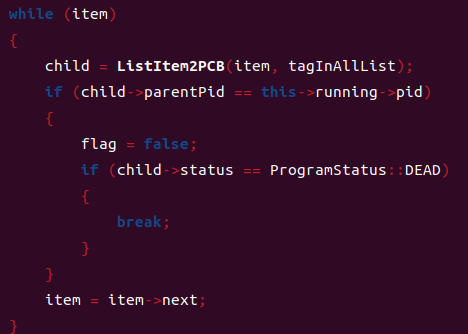 while (item)
{
    child = ListItem2PCB(item, tagInAllList);
    if (child->parentPid == this->running->pid)
    {
        flag = false;
        if (child->status == ProgramStatus::DEAD)
        {
            break;
        }
    }
    item = item->next;
}